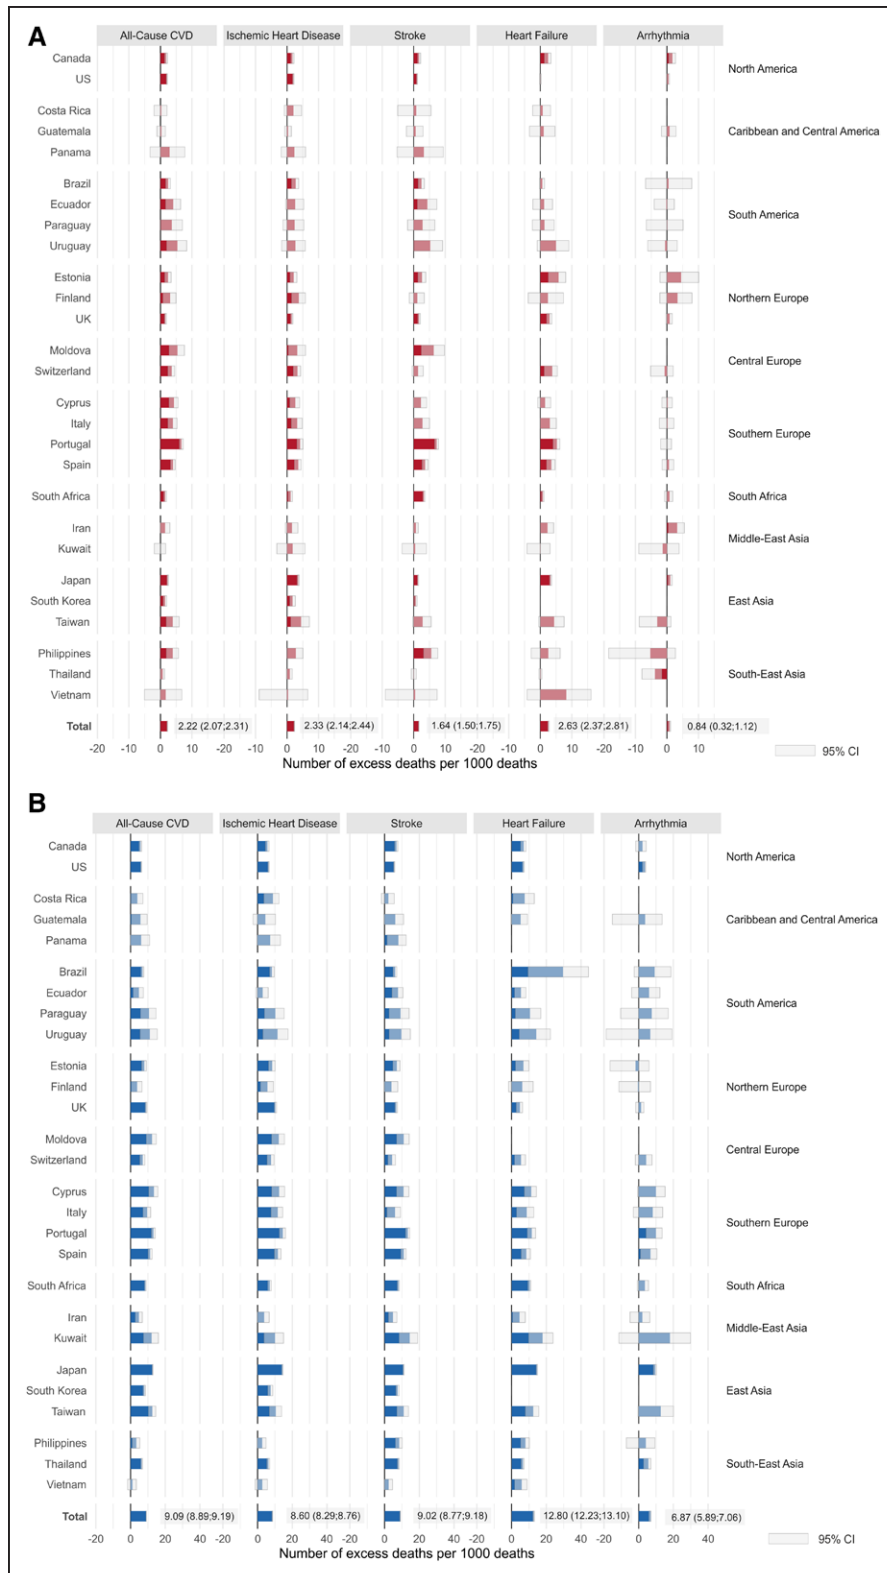 A
All-Cause CVD Ischemic Heart Disease Stroke Heart Failure Arrhythmia
Canada
US
North America
Costa Rica
Guatemala
Panama
Caribbean and Central America
Brazil
Ecuador
Paraguay
Uruguay
South America
Estonia
Finland
UK
Northern Europe
Moldova
Switzerland
Central Europe
Cyprus
Italy
Portugal
Spain
Southern Europe
South Africa South Africa
Iran
Kuwait
Middle-East Asia
Japan
South Korea
Taiwan
East Asia
Philippines
Thailand
Vietnam
South-East Asia
Total 2.22 (2.07;2.31) 2.33 (2.14;2.44) 1.64 (1.50;1.75) 2.63 (2.37;2.81) 0.84 (0.32;1.12)
-20 -10 0 10 -20 -10 0 10 -20 -10 0 10 -20 -10 0 10 -20 -10 0 10
95% CI
Number of excess deaths per 1000 deaths
B
All-Cause CVD Ischemic Heart Disease Stroke Heart Failure Arrhythmia
Canada
US
North America
Costa Rica
Guatemala
Panama
Caribbean and Central America
Brazil
Ecuador
Paraguay
Uruguay
South America
Estonia
Finland
UK
Northern Europe
Moldova
Switzerland
Central Europe
Cyprus
Italy
Portugal
Spain
Southern Europe
South Africa South Africa
Iran
Kuwait
Middle-East Asia
Japan
South Korea
Taiwan
East Asia
Philippines
Thailand
Vietnam
South-East Asia
Total 9.09 (8.89;9.19) 8.60 (8.29;8.76) 9.02 (8.77;9.18) 12.80 (12.23;13.10) 6.87 (5.89;7.06)
-20 0 20 40 -20 0 20 40 -20 0 20 40 -20 0 20 40 -20 0 20 40
95% CI
Number of excess deaths per 1000 deaths